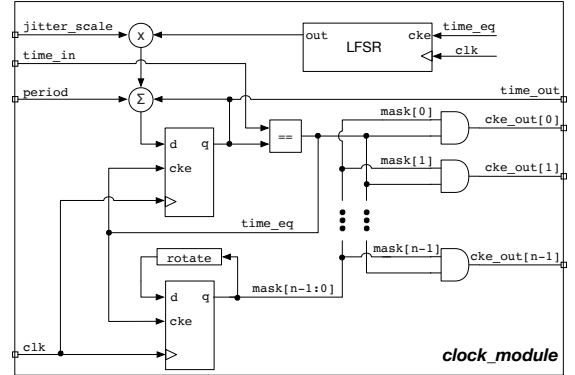 jitter_scale
x
out LFSR cke
time_eq
clk
time_in
period
Σ
time_out
mask[0]
cke_out[0]
d q
cke
==
mask[1]
cke_out[1]
time_eq
rotate
mask[n-1]
cke_out[n-1]
d q
mask[n-1:0]
cke
clk
clock_module